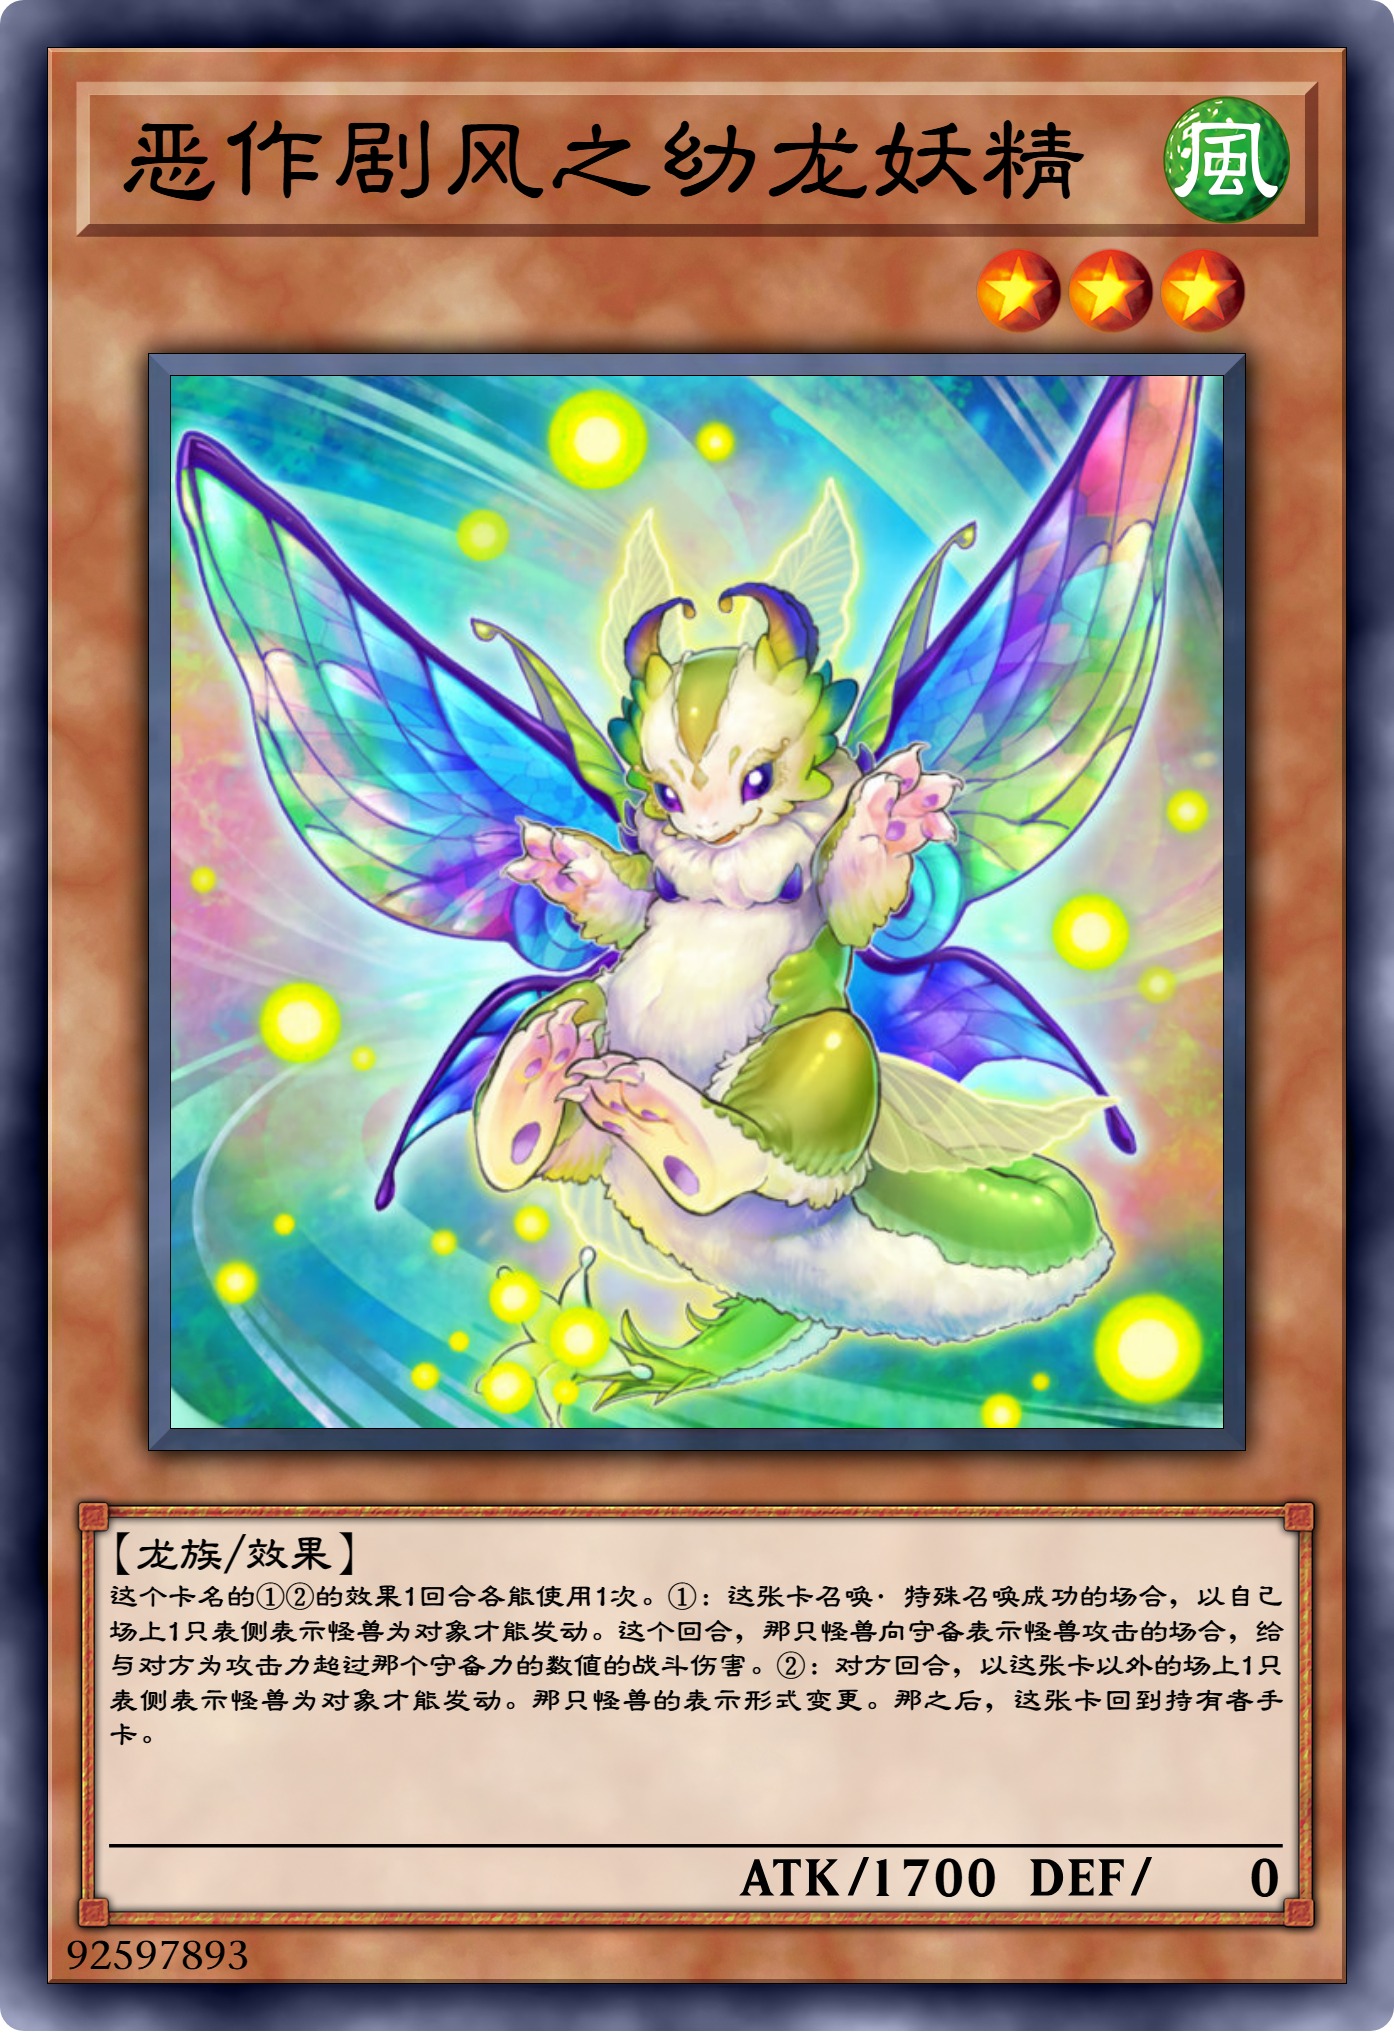 恶作剧风之幼龙妖精
風
【龙族/效果】
这个卡名的①②的效果1回合各能使用1次。①：这张卡召唤·特殊召唤成功的场合，以自己
场上1只表侧表示怪兽为对象才能发动。这个回合，那只怪兽向守备表示怪兽攻击的场合，给
与对方为攻击力超过那个守备力的数值的战斗伤害。②：对方回合，以这张卡以外的场上1只
表侧表示怪兽为对象才能发动。那只怪兽的表示形式变更。那之后，这张卡回到持有者手
卡。
ATK/1700 DEF/ 0
92597893